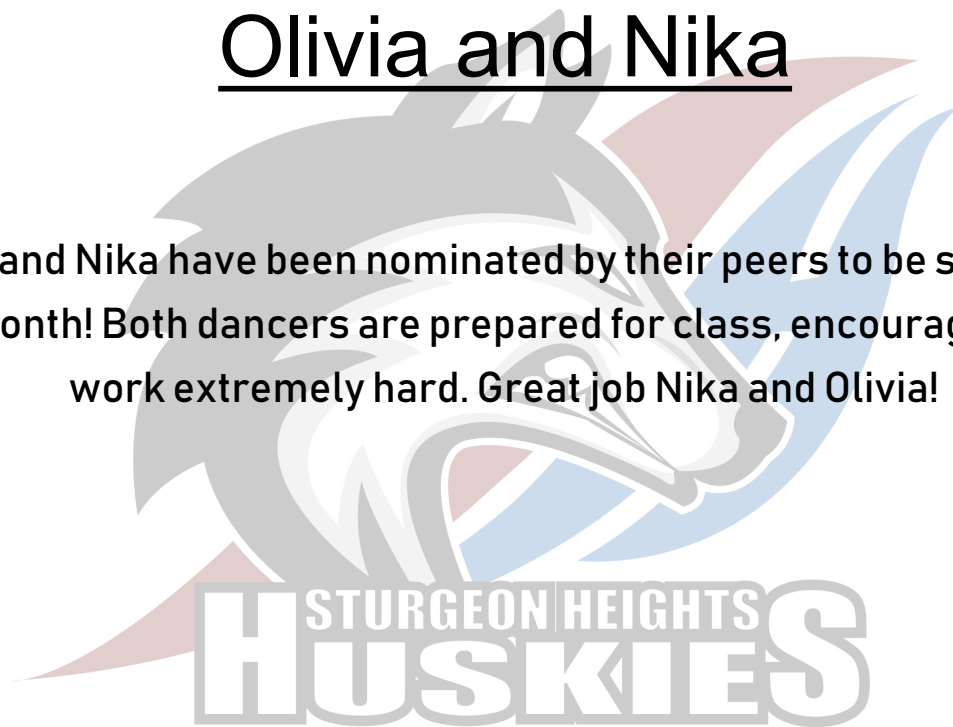 Olivia and Nika
and Nika have been nominated by their peers to be s
onth! Both dancers are prepared for class, encourag
work extremely hard. Great job Nika and Olivia!
STURGEON HEIGHTS
HUSKIES